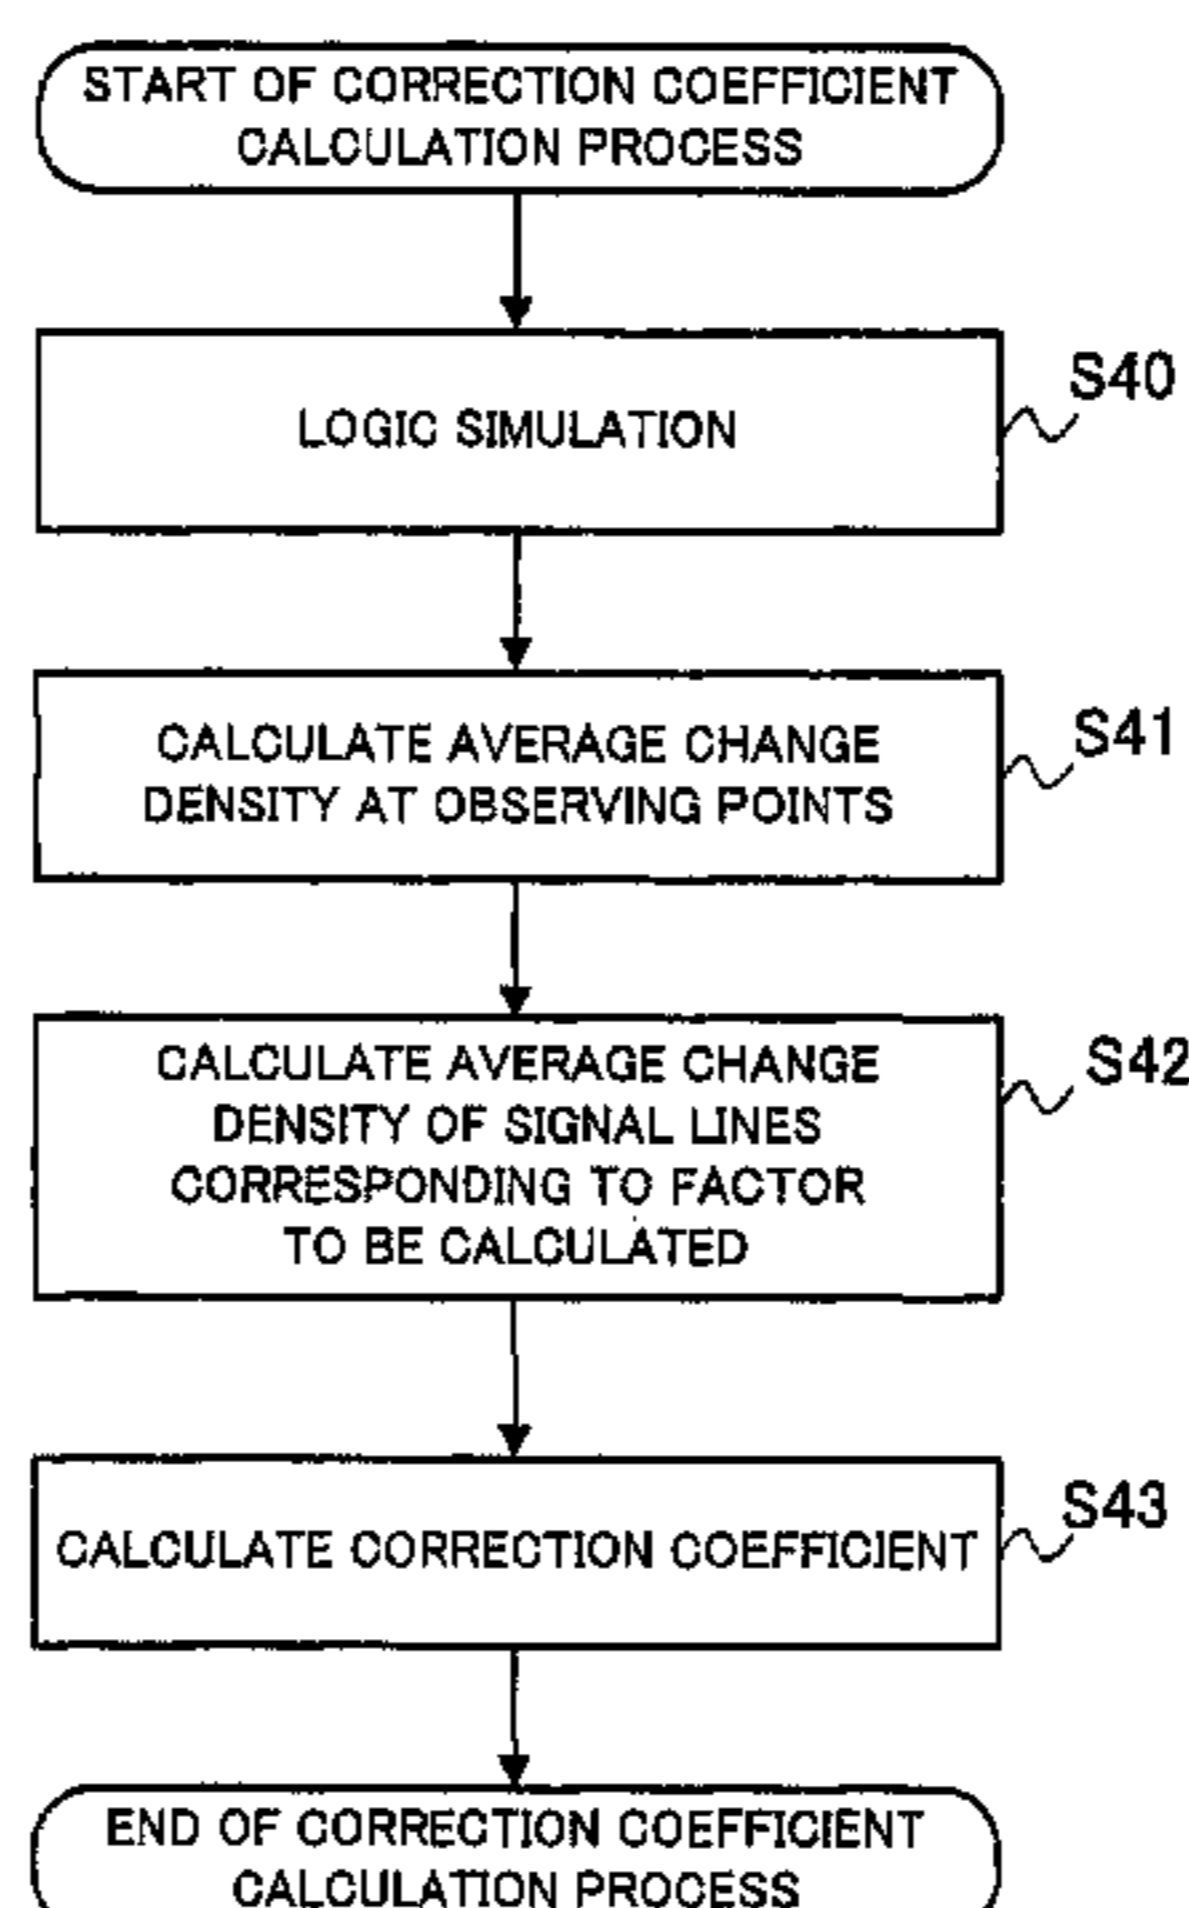 START OF CORRECTION COEFFICIENT
CALCULATION PROCESS
LOGIC SIMULATION
S40
CALCULATE AVERAGE CHANGE
DENSITY AT OBSERVING POINTS
S41
CALCULATE AVERAGE CHANGE
DENSITY OF SIGNAL LINES
CORRESPONDING TO FACTOR
TO BE CALCULATED
S42
CALCULATE CORRECTION COEFFICIENT
S43
END OF CORRECTION COEFFICIENT
CALCULATION PROCESS